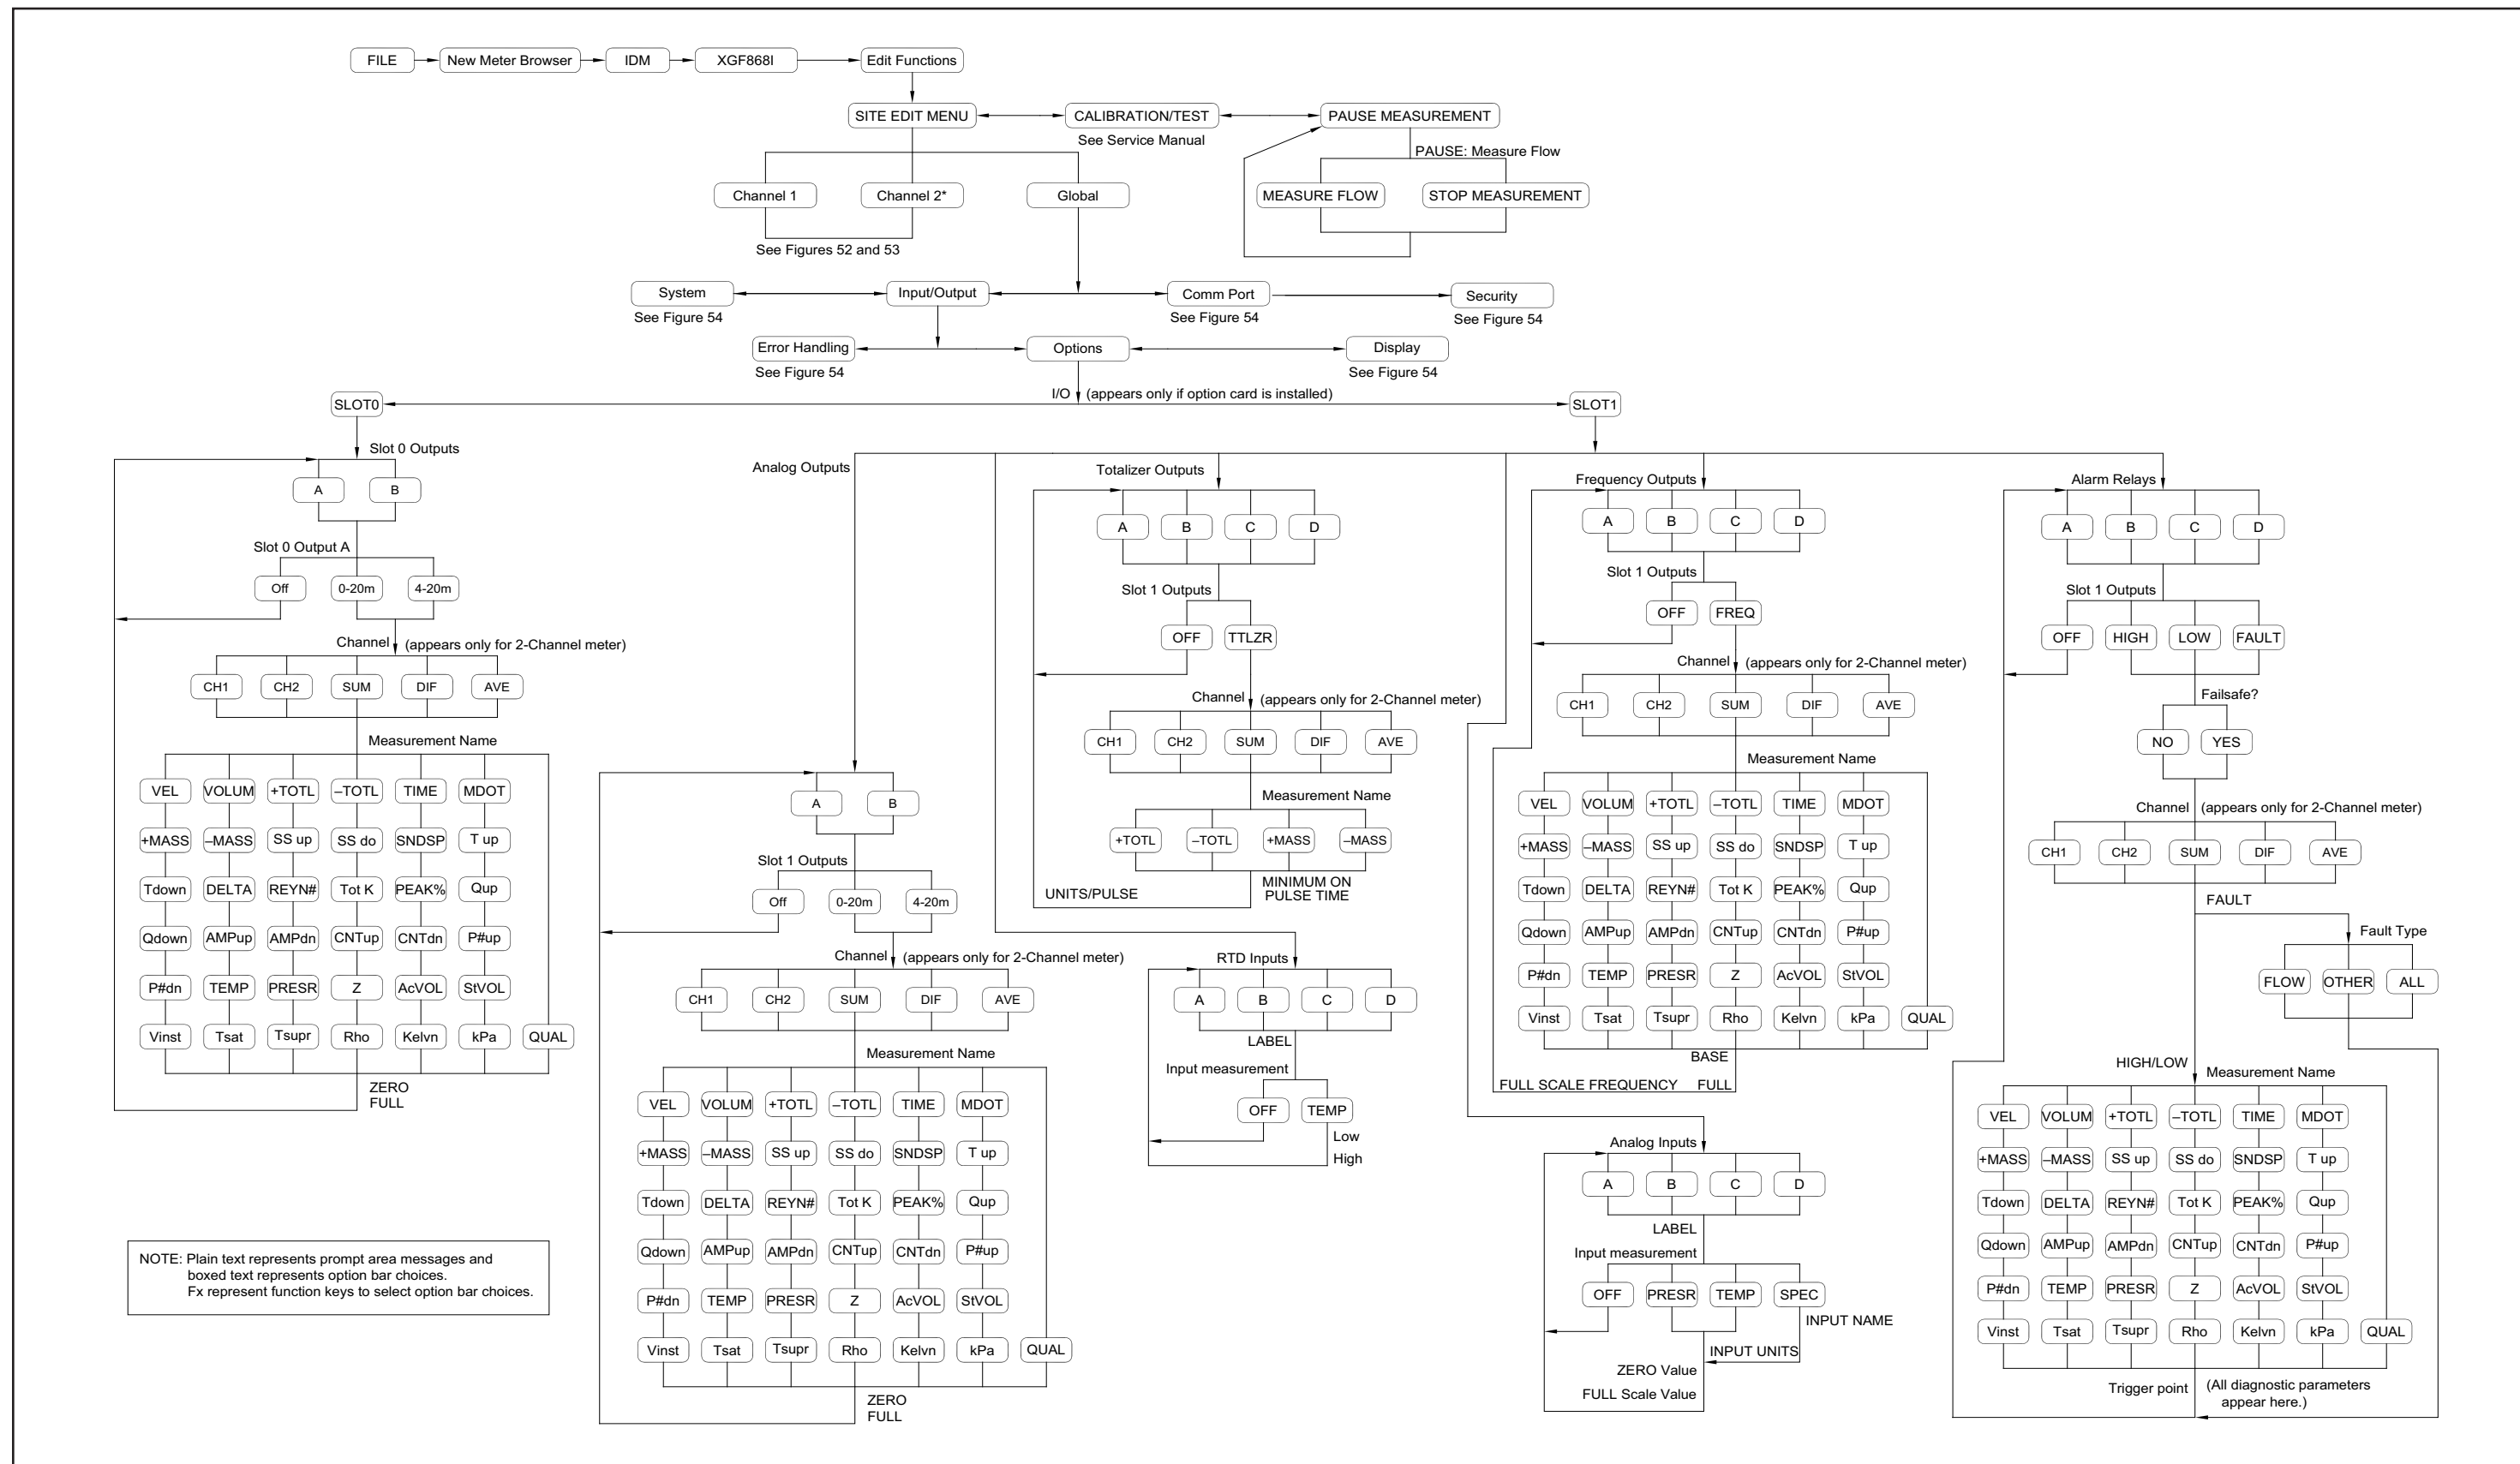 FILE
New Meter Browser
IDM
XGF868I
Edit Functions
SITE EDIT MENU
CALIBRATION/TEST
PAUSE MEASUREMENT
See Service Manual
PAUSE: Measure Flow
Channel 1
Channel 2*
Global
MEASURE FLOW
STOP MEASUREMENT
See Figures 52 and 53
System
Input/Output
Comm Port
Security
See Figure 54
See Figure 54
See Figure 54
Error Handling
Options
Display
See Figure 54
See Figure 54
I/O (appears only if option card is installed)
SLOT0
SLOT1
Slot 0 Outputs
A
B
Slot 0 Output A
Off
0-20m
4-20m
Channel (appears only for 2-Channel meter)
CH1
CH2
SUM
DIF
AVE
Measurement Name
VEL
VOLUM
+TOTL
–TOTL
TIME
MDOT
+MASS
–MASS
SS up
SS do
SNDSP
T up
Tdown
DELTA
REYN#
Tot K
PEAK%
Qup
Qdown
AMPup
AMPdn
CNTup
CNTdn
P#up
P#dn
TEMP
PRESR
Z
AcVOL
StVOL
Vinst
Tsat
Tsupr
Rho
Kelvn
kPa
QUAL
ZERO
FULL
NOTE: Plain text represents prompt area messages and
boxed text represents option bar choices.
Fx represent function keys to select option bar choices.
Analog Outputs
A
B
Slot 1 Outputs
Off
0-20m
4-20m
Channel (appears only for 2-Channel meter)
CH1
CH2
SUM
DIF
AVE
Measurement Name
VEL
VOLUM
+TOTL
–TOTL
TIME
MDOT
+MASS
–MASS
SS up
SS do
SNDSP
T up
Tdown
DELTA
REYN#
Tot K
PEAK%
Qup
Qdown
AMPup
AMPdn
CNTup
CNTdn
P#up
P#dn
TEMP
PRESR
Z
AcVOL
StVOL
Vinst
Tsat
Tsupr
Rho
Kelvn
kPa
QUAL
ZERO
FULL
Totalizer Outputs
A
B
C
D
Slot 1 Outputs
OFF
TTLZR
Channel (appears only for 2-Channel meter)
CH1
CH2
SUM
DIF
AVE
Measurement Name
+TOTL
–TOTL
+MASS
–MASS
UNITS/PULSE
MINIMUM ON
PULSE TIME
RTD Inputs
A
B
C
D
LABEL
Input measurement
OFF
TEMP
Low
High
Frequency Outputs
A
B
C
D
Slot 1 Outputs
OFF
FREQ
Channel (appears only for 2-Channel meter)
CH1
CH2
SUM
DIF
AVE
Measurement Name
VEL
VOLUM
+TOTL
–TOTL
TIME
MDOT
+MASS
–MASS
SS up
SS do
SNDSP
T up
Tdown
DELTA
REYN#
Tot K
PEAK%
Qup
Qdown
AMPup
AMPdn
CNTup
CNTdn
P#up
P#dn
TEMP
PRESR
Z
AcVOL
StVOL
Vinst
Tsat
Tsupr
Rho
Kelvn
kPa
QUAL
BASE
FULL SCALE FREQUENCY FULL
Analog Inputs
A
B
C
D
LABEL
Input measurement
OFF
PRESR
TEMP
SPEC
INPUT NAME
INPUT UNITS
ZERO Value
FULL Scale Value
Alarm Relays
A
B
C
D
Slot 1 Outputs
OFF
HIGH
LOW
FAULT
Failsafe?
NO
YES
Channel (appears only for 2-Channel meter)
CH1
CH2
SUM
DIF
AVE
FAULT
Fault Type
FLOW
OTHER
ALL
HIGH/LOW
Measurement Name
VEL
VOLUM
+TOTL
–TOTL
TIME
MDOT
+MASS
–MASS
SS up
SS do
SNDSP
T up
Tdown
DELTA
REYN#
Tot K
PEAK%
Qup
Qdown
AMPup
AMPdn
CNTup
CNTdn
P#up
P#dn
TEMP
PRESR
Z
AcVOL
StVOL
Vinst
Tsat
Tsupr
Rho
Kelvn
kPa
QUAL
Trigger point
(All diagnostic parameters
appear here.)